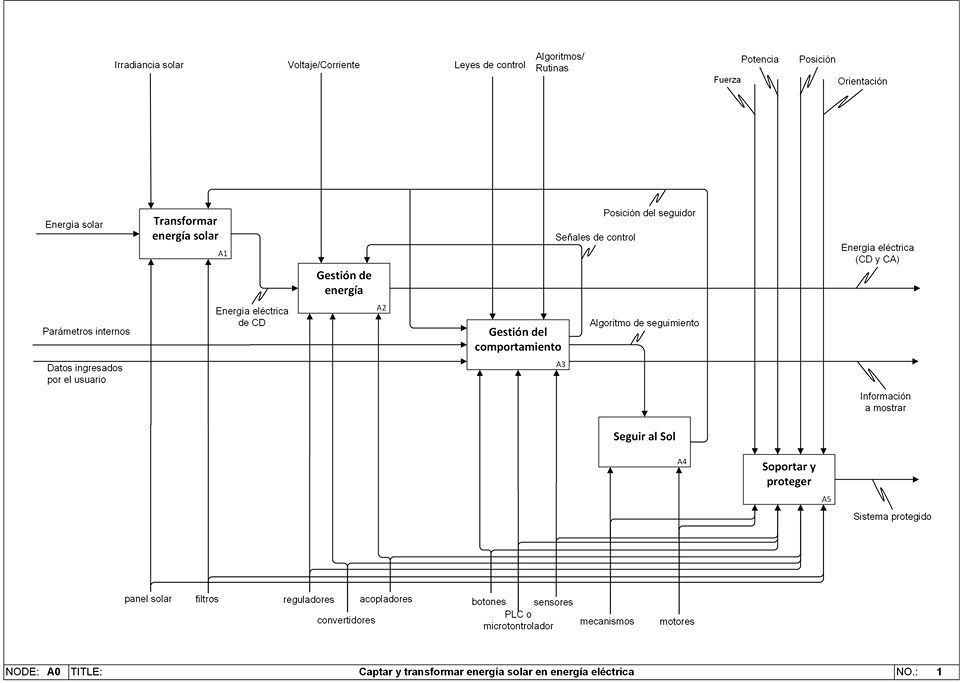 Irradiancia solar
Voltaje/Corriente
Leyes de control
Algoritmos/
Rutinas
Potencia
Posición
Fuerza
Orientación
Posición del seguidor
Energía solar
Transformar
energía solar
A1
Señales de control
Energía eléctrica
(CD y CA)
Gestión de
energía
A2
Energía eléctrica
de CD
Parámetros internos
Datos ingresados
por el usuario
Gestión del
comportamiento
A3
Algoritmo de seguimiento
Información
a mostrar
Seguir al Sol
A4
Soportar y
proteger
A5
Sistema protegido
panel solar
filtros
reguladores
convertidores
acopladores
botones
PLC o
microtontrolador
sensores
mecanismos
motores
NODE: A0 TITLE: Captar y transformar energía solar en energía eléctrica NO.: 1